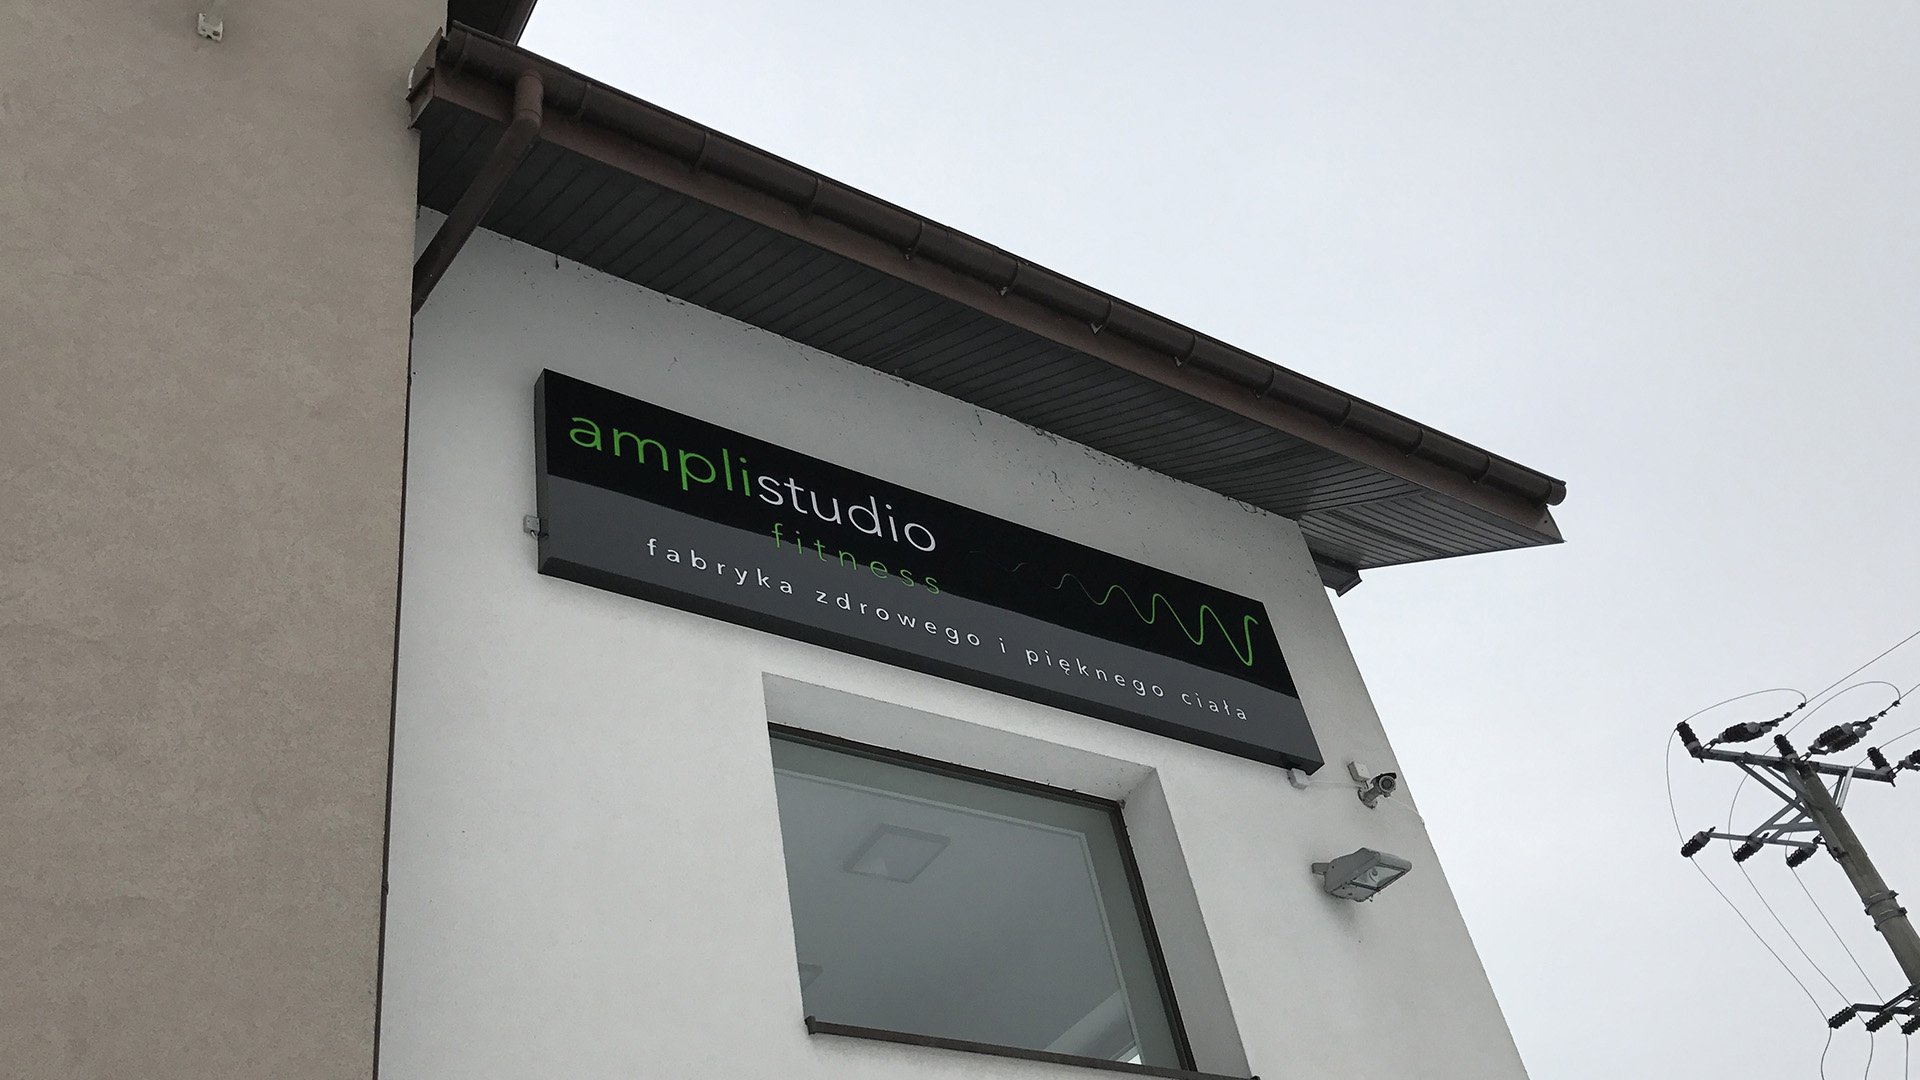 amplistudio
fitness
fabryka zdrowego i pięknego ciała